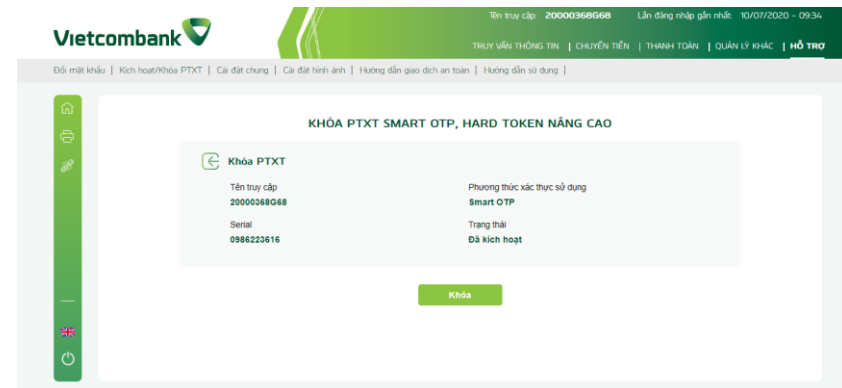 Tên truy cập: 20000368G68 Lần đăng nhập gần nhất: 10/07/2020 - 09:34
Vietcombank
TRUY VẤN THÔNG TIN | CHUYỂN TIỀN | THANH TOÁN | QUẢN LÝ KHÁC | HỖ TRỢ
Đổi mật khẩu | Kích hoạt/Khóa PTXT | Cài đặt chung | Cài đặt hình ảnh | Hướng dẫn giao dịch an toàn | Hướng dẫn sử dụng |
KHÓA PTXT SMART OTP, HARD TOKEN NÂNG CAO
Khóa PTXT
Tên truy cập Phương thức xác thực sử dụng
20000368G68 Smart OTP
Serial Trạng thái
0986223616 Đã kích hoạt
Khóa